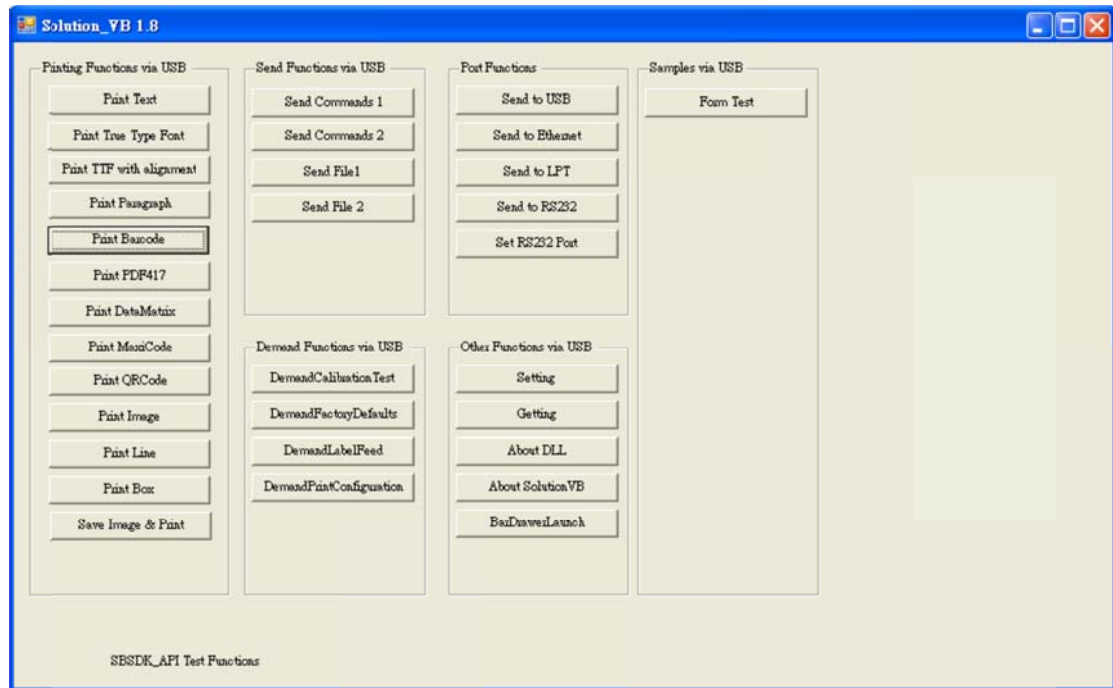 Solution_VB 1.8
Printing Functions via USB
Print Text
Print True Type Font
Print TTF with alignment
Print Paragraph
Print Barcode
Print PDF417
Print DataMatrix
Print MaxiCode
Print QRCode
Print Image
Print Line
Print Box
Save Image & Print
Send Functions via USB
Send Commands 1
Send Commands 2
Send File1
Send File 2
Demand Functions via USB
DemandCalibrationTest
DemandFactoryDefaults
DemandLabelFeed
DemandPrintConfiguration
Port Functions
Send to USB
Send to Ethernet
Send to LPT
Send to RS232
Set RS232 Port
Other Functions via USB
Setting
Getting
About DLL
About SolutionVB
BarDrawerLaunch
Samples via USB
Form Test
SBSDK_API Test Functions